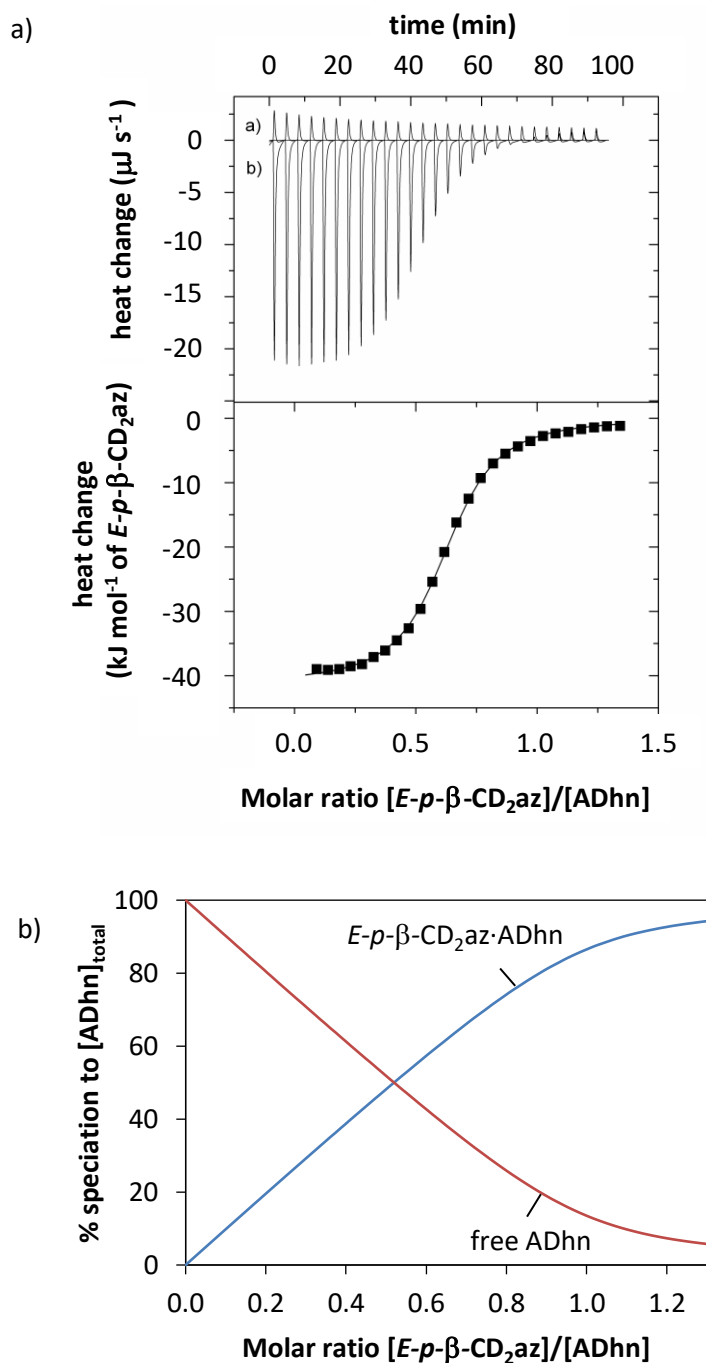 a)
time (min)
0 20 40 60 80 100
heat change (μJ s⁻¹)
a)
b)
0
-5
-10
-15
-20
heat change
(kJ mol⁻¹ of E-p-β-CD₂az)
0
-10
-20
-30
-40
0.0 0.5 1.0 1.5
Molar ratio [E-p-β-CD₂az]/[ADhn]
b)
% speciation to [ADhn]total
100
80
60
40
20
0
E-p-β-CD₂az·ADhn
free ADhn
0.0 0.2 0.4 0.6 0.8 1.0 1.2
Molar ratio [E-p-β-CD₂az]/[ADhn]